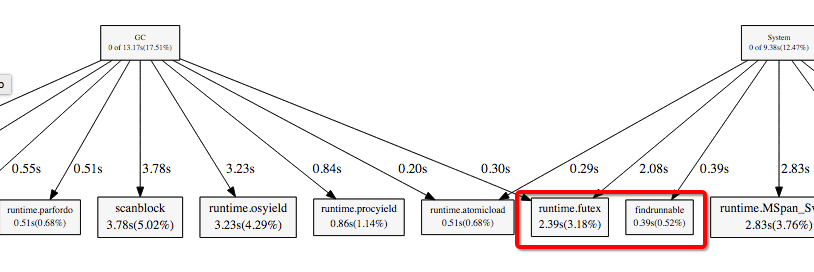 GC
0 of 13.17s(17.51%)
System
0 of 9.38s(12.47%)
0.55s
0.51s
3.78s
3.23s
0.84s
0.20s
0.30s
0.29s
2.08s
0.39s
2.83s
runtime.parfordo
0.51s(0.68%)
scanblock
3.78s(5.02%)
runtime.osyield
3.23s(4.29%)
runtime.procyield
0.86s(1.14%)
runtime.atomicload
0.51s(0.68%)
runtime.futex
2.39s(3.18%)
findrunnable
0.39s(0.52%)
runtime.MSpan_Sw
2.83s(3.76%)